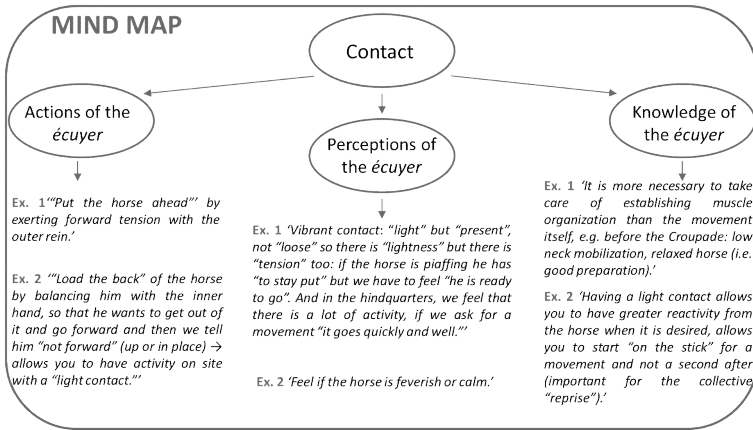 MIND MAP
Contact
Actions of the
écuyer
Perceptions of
the écuyer
Knowledge of
the écuyer
Ex. 1 ‘“Put the horse ahead”’ by
exerting forward tension with the
outer rein.’
Ex. 2 ‘“Load the back” of the horse
by balancing him with the inner
hand, so that he wants to get out of
it and go forward and then we tell
him “not forward” (up or in place) →
allows you to have activity on site
with a “light contact.”’
Ex. 1 ‘Vibrant contact: “light” but “present”,
not “loose” so there is “lightness” but there is
“tension” too: if the horse is piaffing he has
“to stay put” but we have to feel “he is ready
to go”. And in the hindquarters, we feel that
there is a lot of activity, if we ask for a
movement “it goes quickly and well.”’
Ex. 2 ‘Feel if the horse is feverish or calm.’
Ex. 1 ‘It is more necessary to take
care of establishing muscle
organization than the movement
itself, e.g. before the Croupade: low
neck mobilization, relaxed horse (i.e.
good preparation).’
Ex. 2 ‘Having a light contact allows
you to have greater reactivity from
the horse when it is desired, allows
you to start “on the stick” for a
movement and not a second after
(important for the collective
“reprise”).’